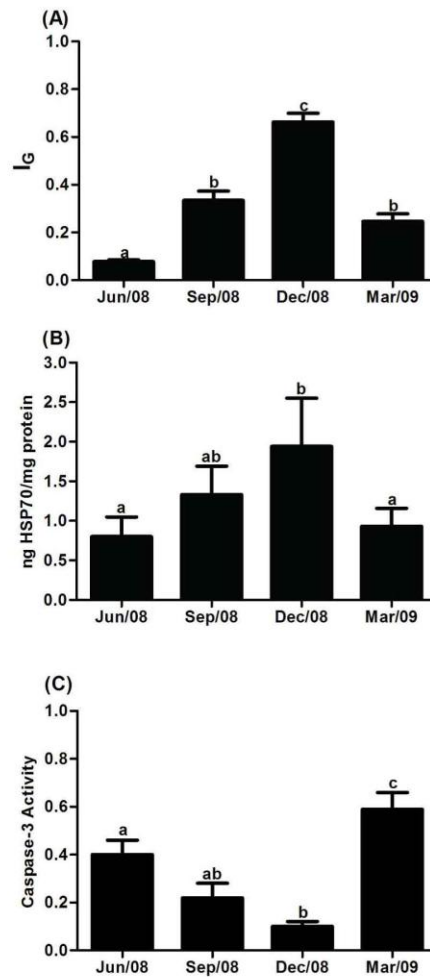 (A)
1.0
0.8
0.6
0.4
0.2
0.0
IG
a
b
c
b
Jun/08 Sep/08 Dec/08 Mar/09
(B)
3.0
2.5
2.0
1.5
1.0
0.5
0.0
ng HSP70/mg protein
a
ab
b
a
Jun/08 Sep/08 Dec/08 Mar/09
(C)
1.0
0.8
0.6
0.4
0.2
0.0
Caspase-3 Activity
a
ab
b
c
Jun/08 Sep/08 Dec/08 Mar/09